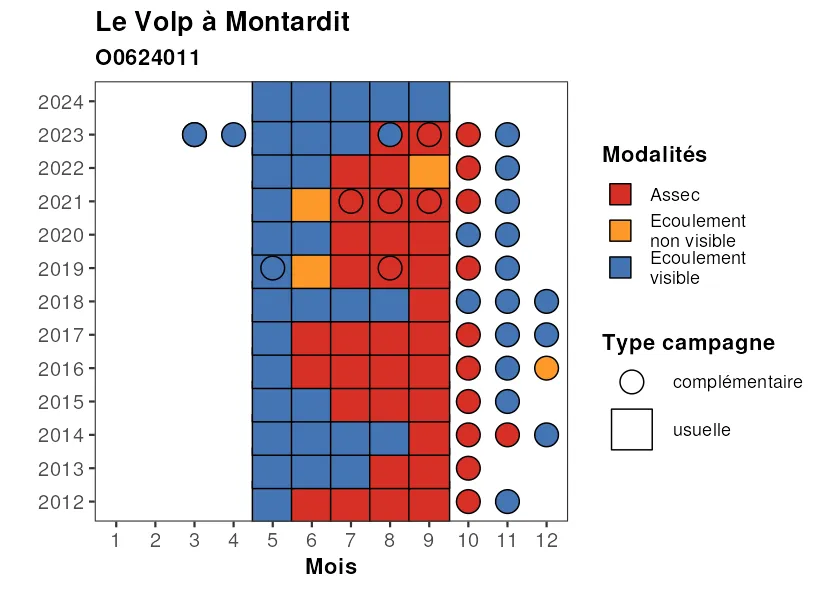 Le Volp à Montardit
O0624011
2024
2023
2022
2021
2020
2019
2018
2017
2016
2015
2014
2013
2012
1 2 3 4 5 6 7 8 9 10 11 12
Mois
Modalités
Assec
Ecoulement
non visible
Ecoulement
visible
Type campagne
complémentaire
usuelle